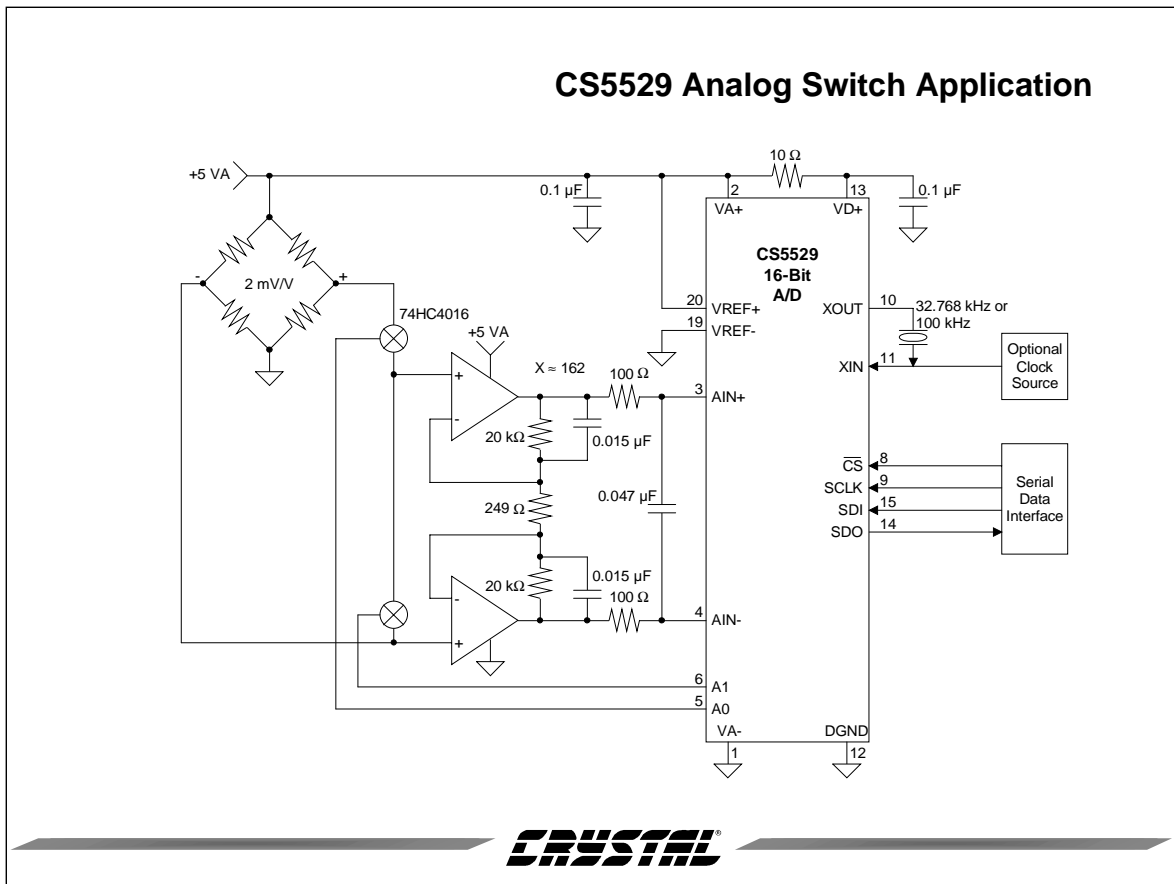 CS5529 Analog Switch Application
+5 VA
10 Ω
0.1 µF
2
13
0.1 µF
VA+
VD+
CS5529
16-Bit
A/D
-
2 mV/V
+
74HC4016
+5 VA
20
VREF+
19
VREF-
XOUT
10
32.768 kHz or
100 kHz
XIN
11
Optional
Clock
Source
X ≈ 162
100 Ω
+
-
3
AIN+
20 kΩ
0.015 µF
249 Ω
0.047 µF
CS
8
SCLK
9
SDI
15
SDO
14
Serial
Data
Interface
20 kΩ
0.015 µF
100 Ω
-
+
4
AIN-
6
A1
5
A0
VA-
DGND
1
12
CRYSTAL®